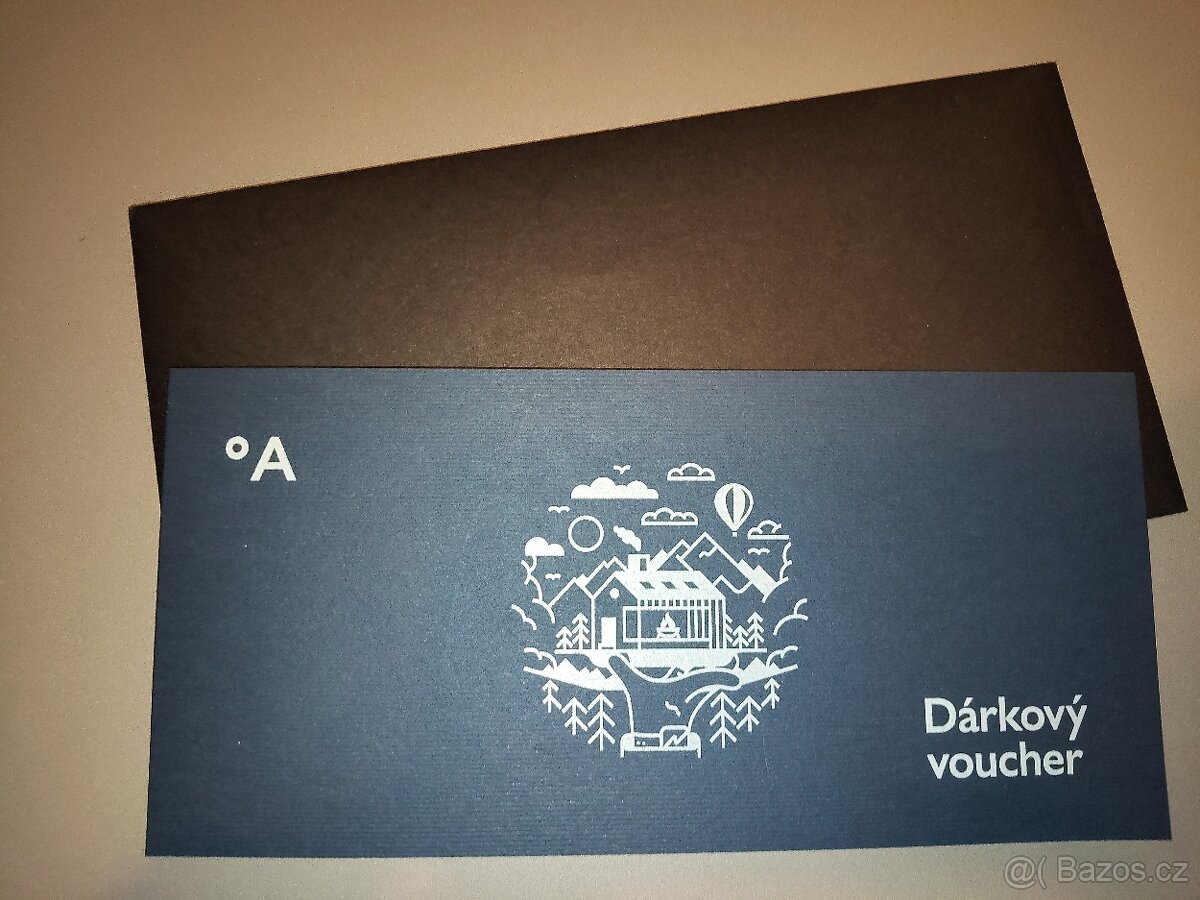 °A
Dárkový
voucher
@( Bazos.cz